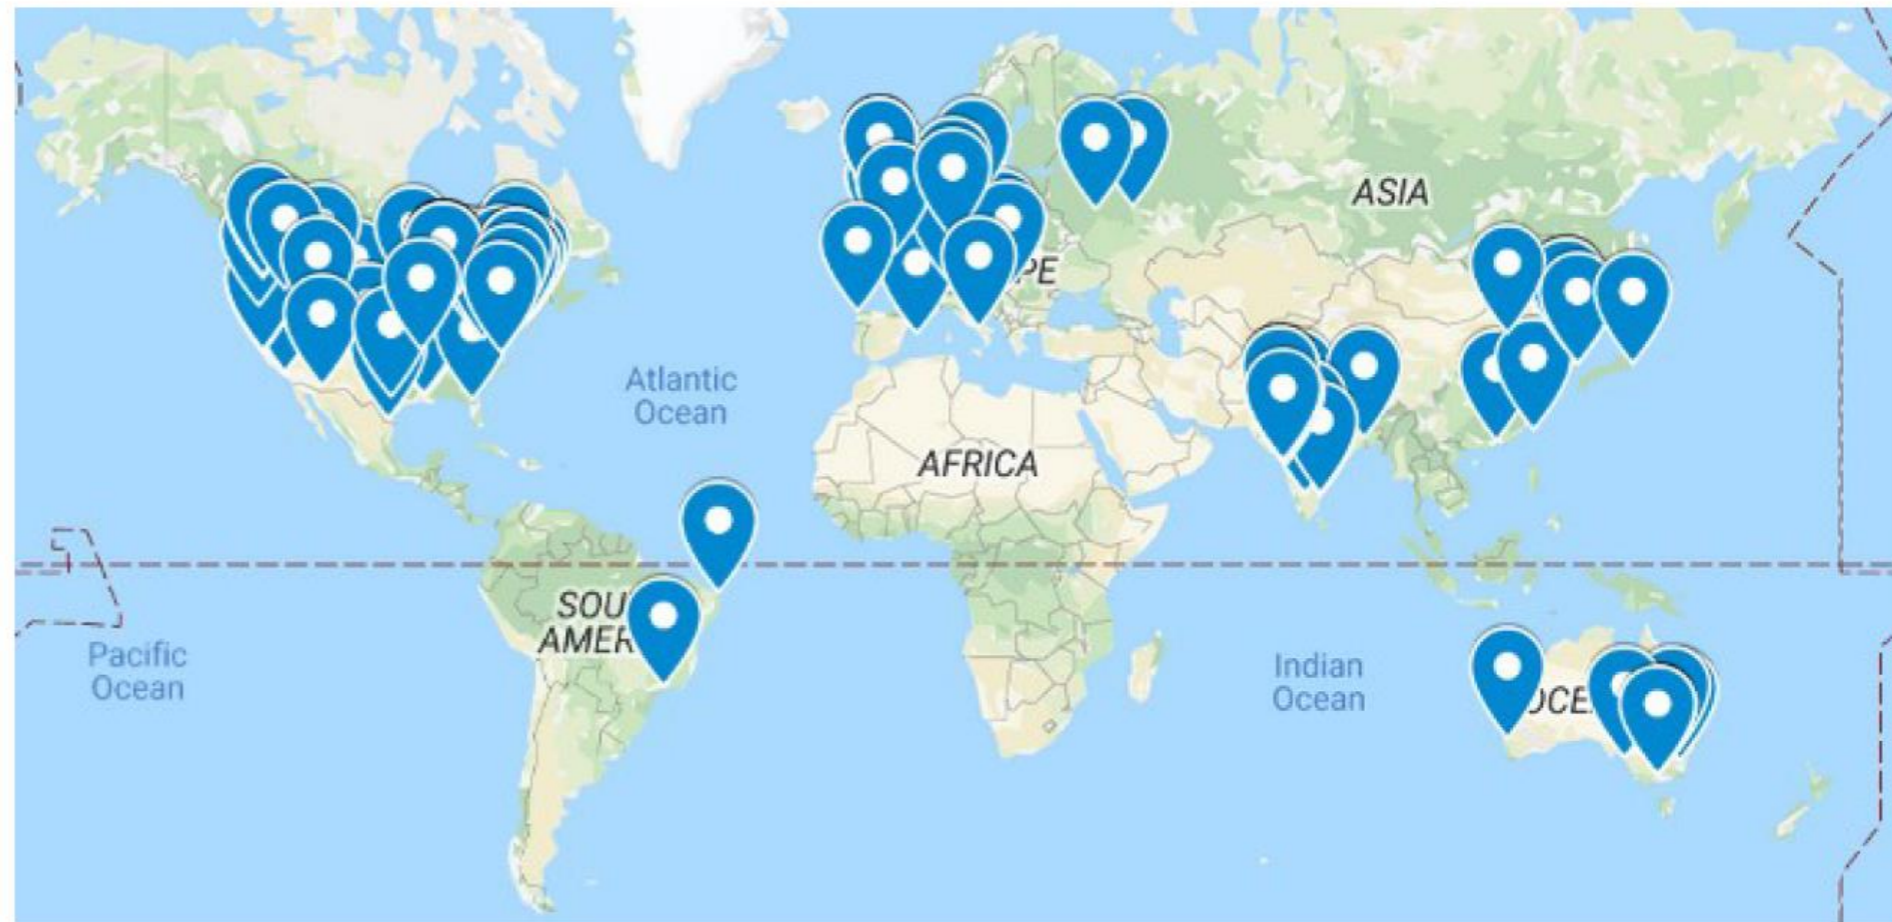 ASIA
PE
Atlantic
Ocean
AFRICA
SOU
AMER
Pacific
Ocean
Indian
Ocean
OCE